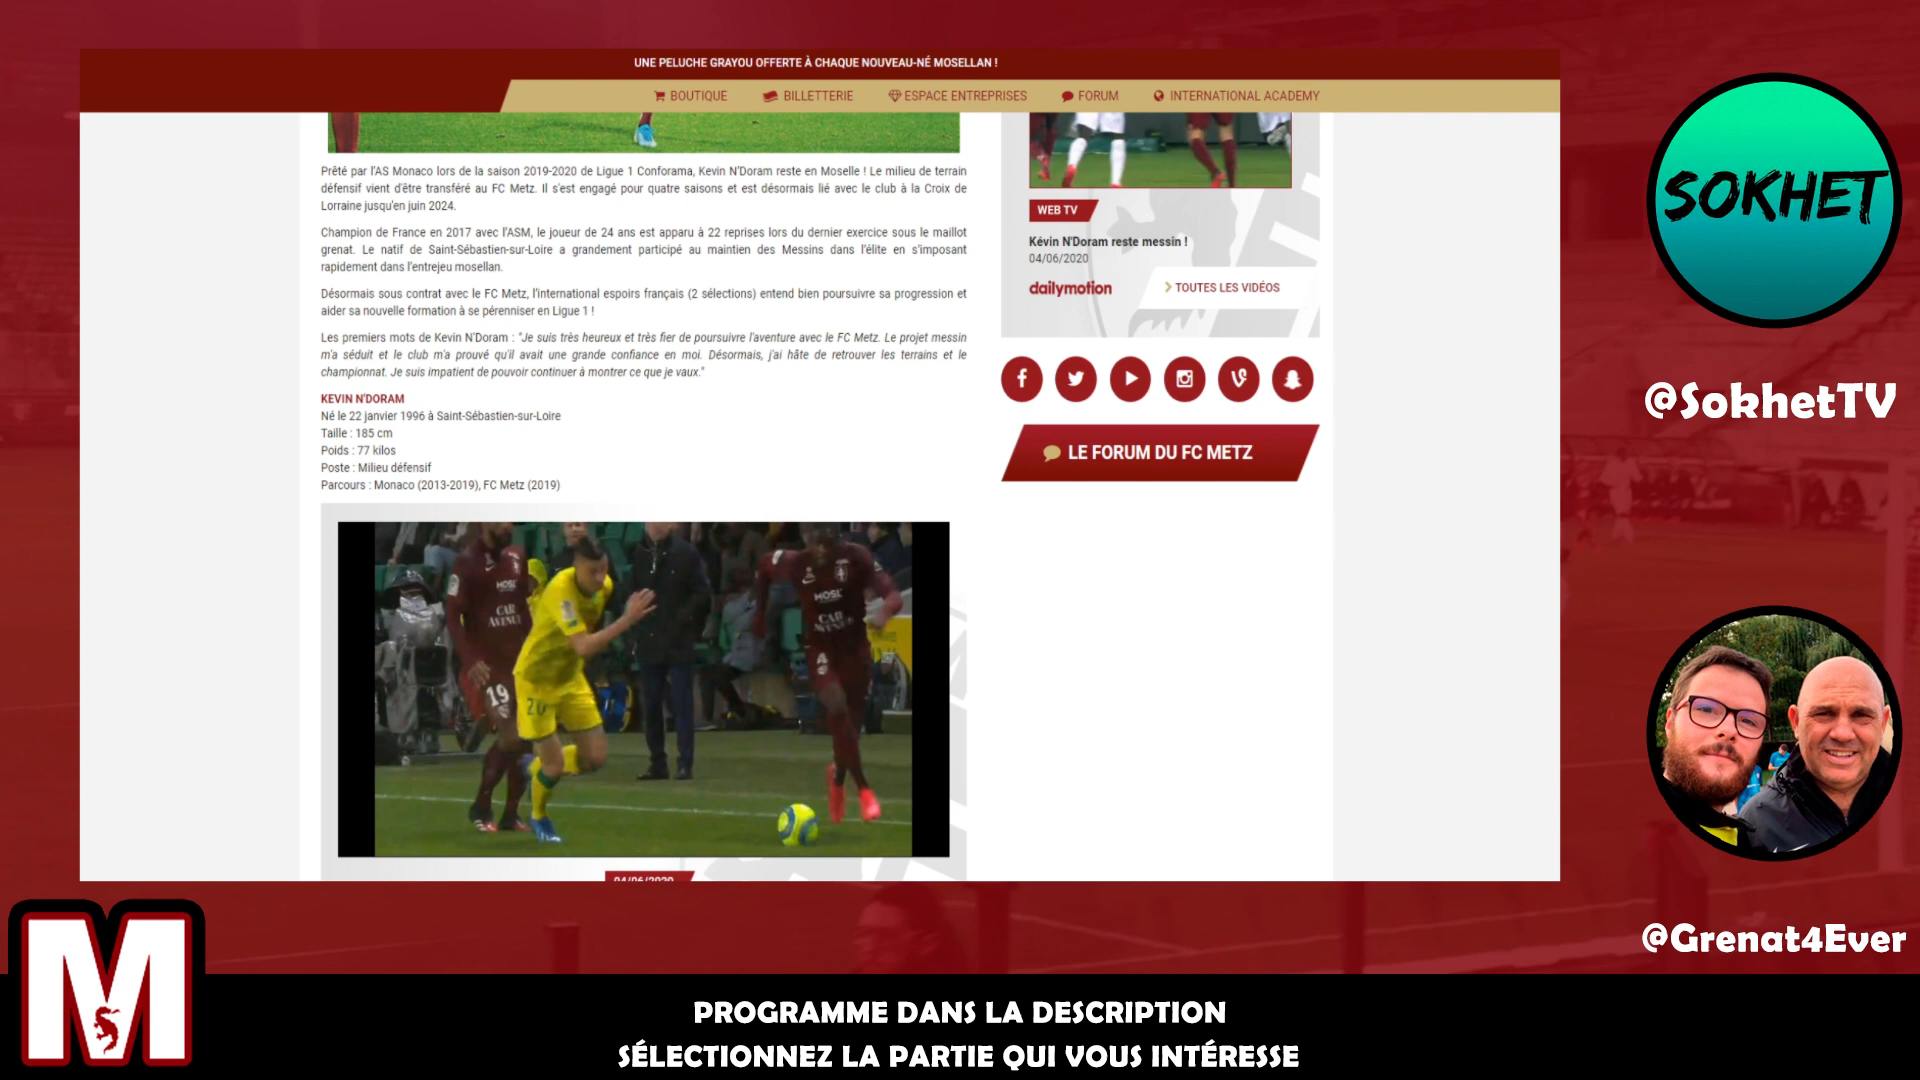 UNE PELUCHE GRAYOU OFFERTE À CHAQUE NOUVEAU-NÉ MOSELLAN !
BOUTIQUE
BILLETTERIE
ESPACE ENTREPRISES
FORUM
INTERNATIONAL ACADEMY
Prêté par l'AS Monaco lors de la saison 2019-2020 de Ligue 1 Conforama, Kevin N'Doram reste en Moselle ! Le milieu de terrain
défensif vient d'être transféré au FC Metz. Il s'est engagé pour quatre saisons et est désormais lié avec le club à la Croix de
Lorraine jusqu'en juin 2024.
Champion de France en 2017 avec l'ASM, le joueur de 24 ans est apparu à 22 reprises lors du dernier exercice sous le maillot
grenat. Le natif de Saint-Sébastien-sur-Loire a grandement participé au maintien des Messins dans l'élite en s'imposant
rapidement dans l'entrejeu mosellan.
Désormais sous contrat avec le FC Metz, l'international espoirs français (2 sélections) entend bien poursuivre sa progression et
aider sa nouvelle formation à se pérenniser en Ligue 1 !
Les premiers mots de Kevin N'Doram : "Je suis très heureux et très fier de poursuivre l'aventure avec le FC Metz. Le projet messin
m'a séduit et le club m'a prouvé qu'il avait une grande confiance en moi. Désormais, j'ai hâte de retrouver les terrains et le
championnat. Je suis impatient de pouvoir continuer à montrer ce que je vaux."
KEVIN N'DORAM
Né le 22 janvier 1996 à Saint-Sébastien-sur-Loire
Taille : 185 cm
Poids : 77 kilos
Poste : Milieu défensif
Parcours : Monaco (2013-2019), FC Metz (2019)
MOSL
CAR
AVENUE
19
20
MOSL
CAR
AVENUE
4
04/06/2020
WEB TV
Kévin N'Doram reste messin !
04/06/2020
dailymotion
TOUTES LES VIDÉOS
LE FORUM DU FC METZ
SOKHET
@SokhetTV
@Grenat4Ever
M
PROGRAMME DANS LA DESCRIPTION
SÉLECTIONNEZ LA PARTIE QUI VOUS INTÉRESSE